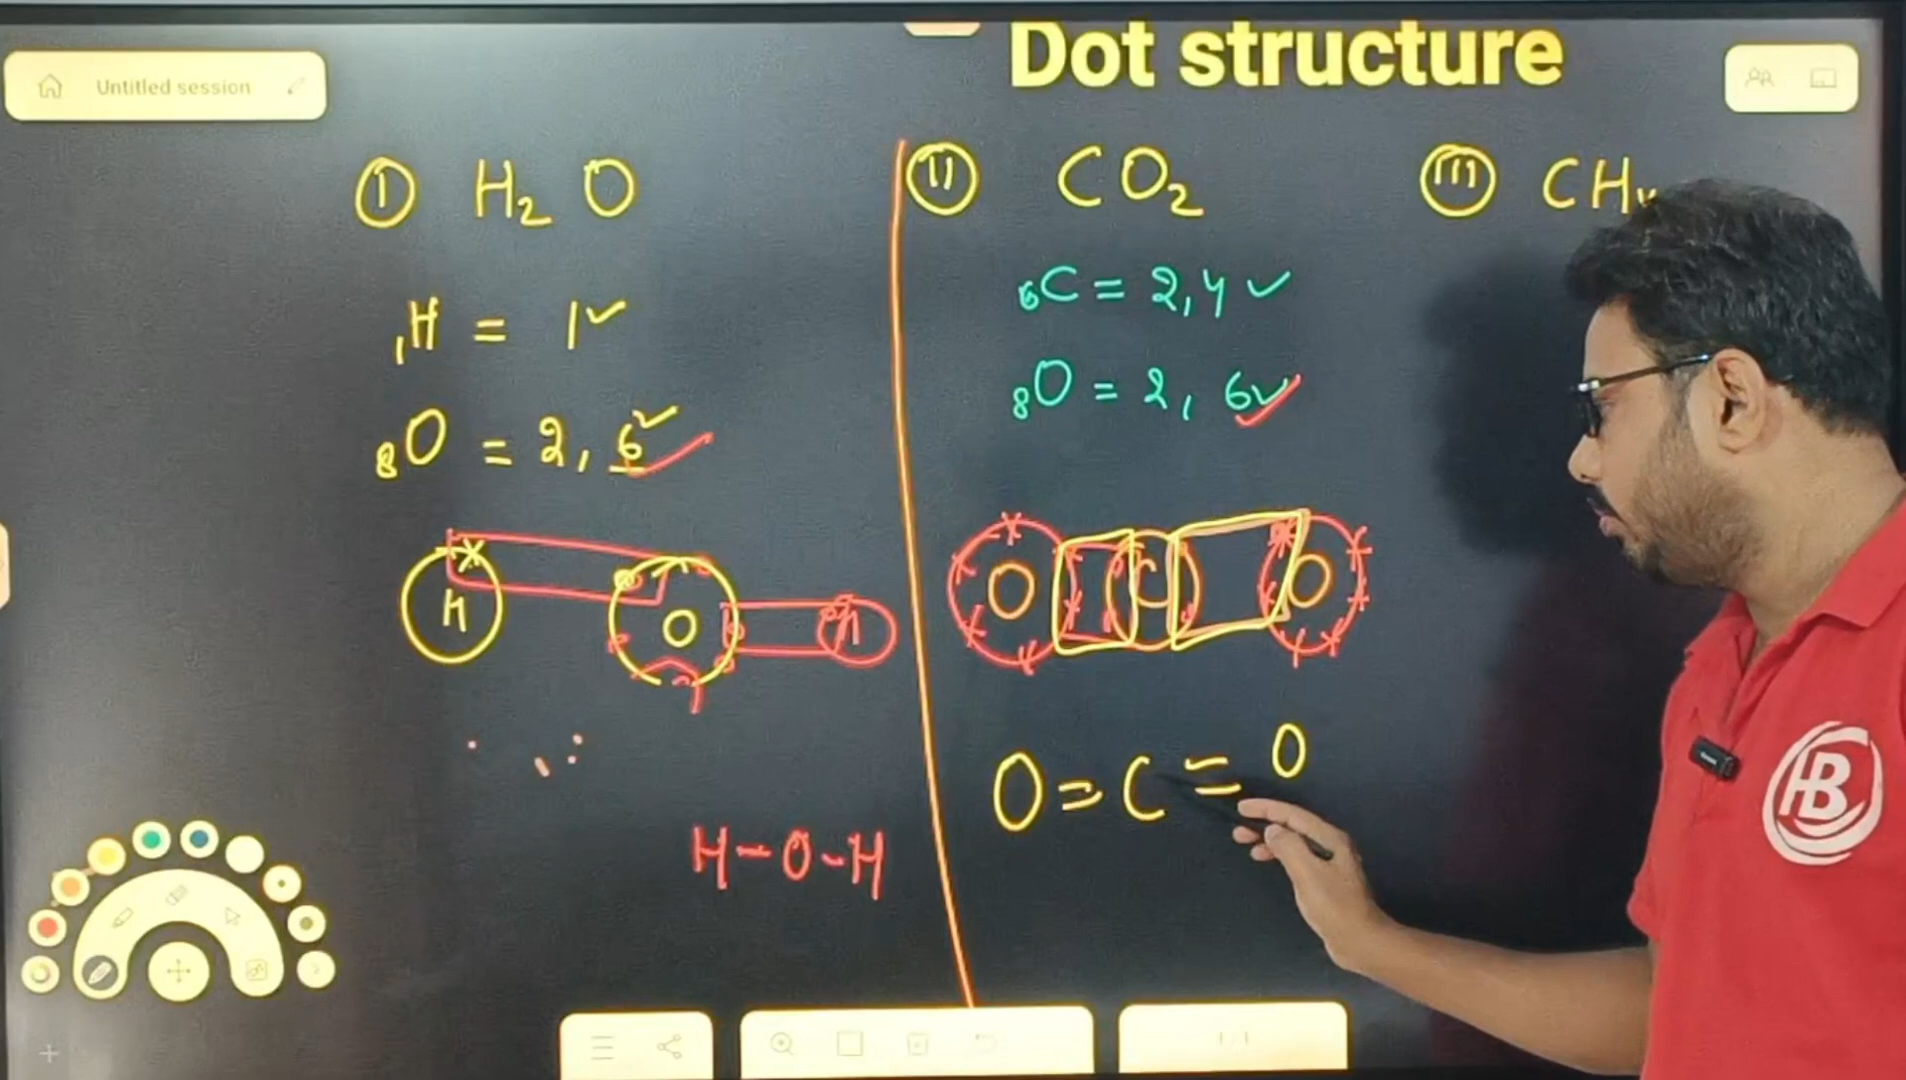 Untitled session
Dot structure
① H₂O
₁H = 1✓
₈O = 2, 6✓
H O H
H-O-H
ⓘⓘ CO₂
₆C = 2, 4 ✓
₈O = 2, 6✓
O C O
O = C = O
ⓘⓘⓘ CH₄
HB